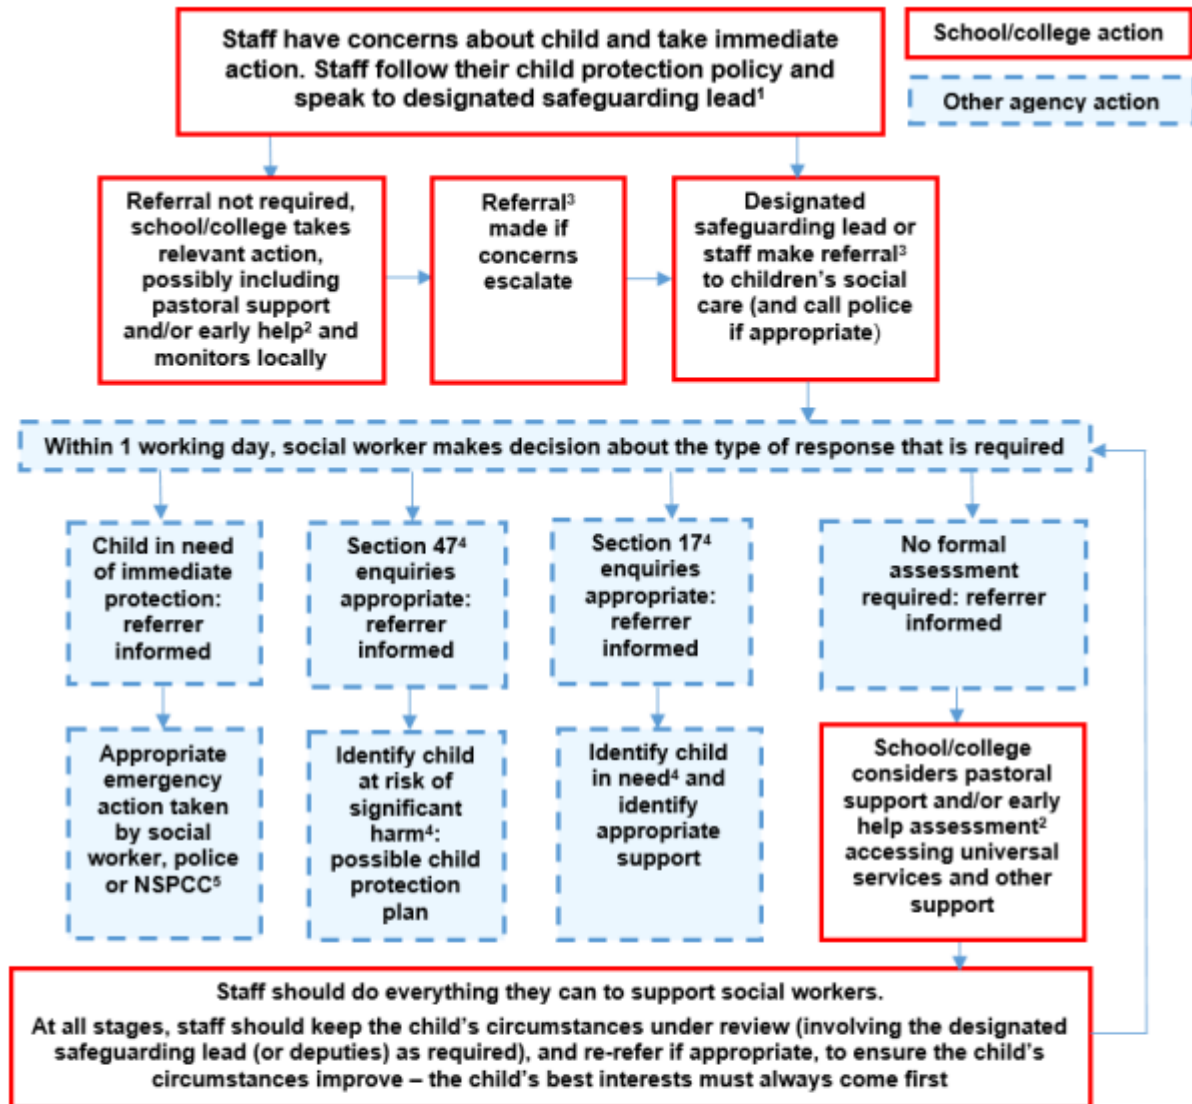 Staff have concerns about child and take immediate
action. Staff follow their child protection policy and
speak to designated safeguarding lead¹
School/college action
Other agency action
Referral not required,
school/college takes
relevant action,
possibly including
pastoral support
and/or early help² and
monitors locally
Referral³
made if
concerns
escalate
Designated
safeguarding lead or
staff make referral³
to children's social
care (and call police
if appropriate)
Within 1 working day, social worker makes decision about the type of response that is required
Child in need
of immediate
protection:
referrer
informed
Section 47⁴
enquiries
appropriate:
referrer
informed
Section 17⁴
enquiries
appropriate:
referrer
informed
No formal
assessment
required: referrer
informed
Appropriate
emergency
action taken
by social
worker, police
or NSPCC⁵
Identify child
at risk of
significant
harm⁴:
possible child
protection
plan
Identify child
in need⁴ and
identify
appropriate
support
School/college
considers pastoral
support and/or early
help assessment²
accessing universal
services and other
support
Staff should do everything they can to support social workers.
At all stages, staff should keep the child's circumstances under review (involving the designated
safeguarding lead (or deputies) as required), and re-refer if appropriate, to ensure the child's
circumstances improve – the child's best interests must always come first